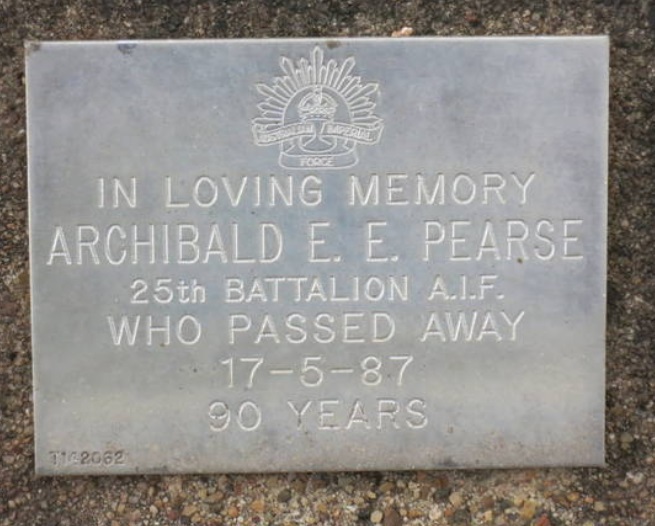 AUSTRALIAN IMPERIAL
FORCE
IN LOVING MEMORY
ARCHIBALD E. E. PEARSE
25th BATTALION A.I.F.
WHO PASSED AWAY
17-5-87
90 YEARS